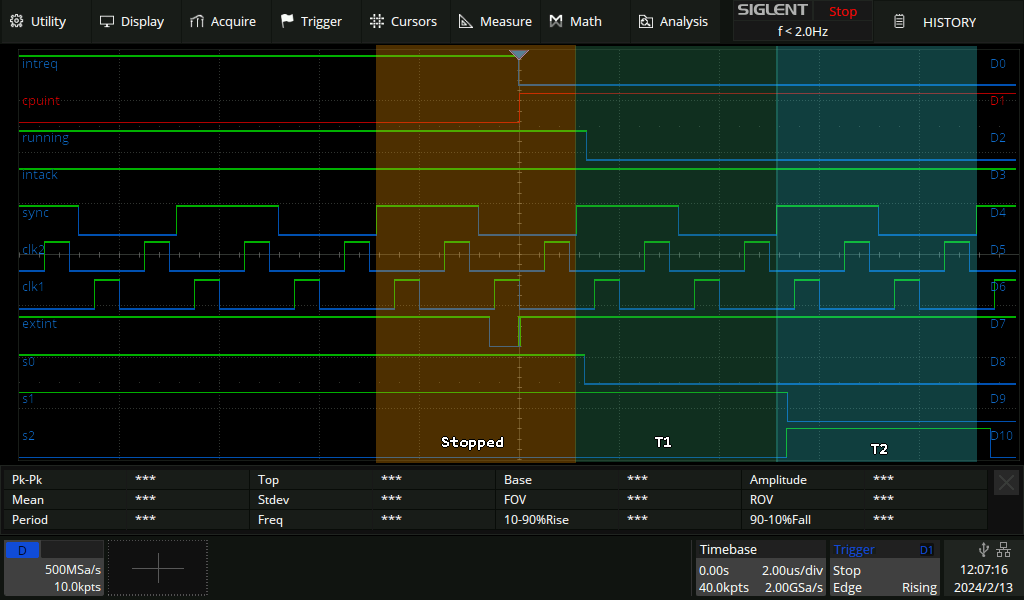 Utility Display Acquire Trigger Cursors Measure Math Analysis SIGLENT Stop HISTORY
f < 2.0Hz
intreq D0
cpuint D1
running D2
intack D3
sync D4
clk2 D5
clk1 D6
extint D7
s0 D8
s1 D9
s2 D10
Stopped T1 T2
Pk-Pk *** Top *** Base *** Amplitude ***
Mean *** Stdev *** FOV *** ROV ***
Period *** Freq *** 10-90%Rise *** 90-10%Fall ***
D Timebase Trigger D1
500MSa/s 0.00s 2.00us/div Stop 12:07:16
10.0kpts 40.0kpts 2.00GSa/s Edge Rising 2024/2/13